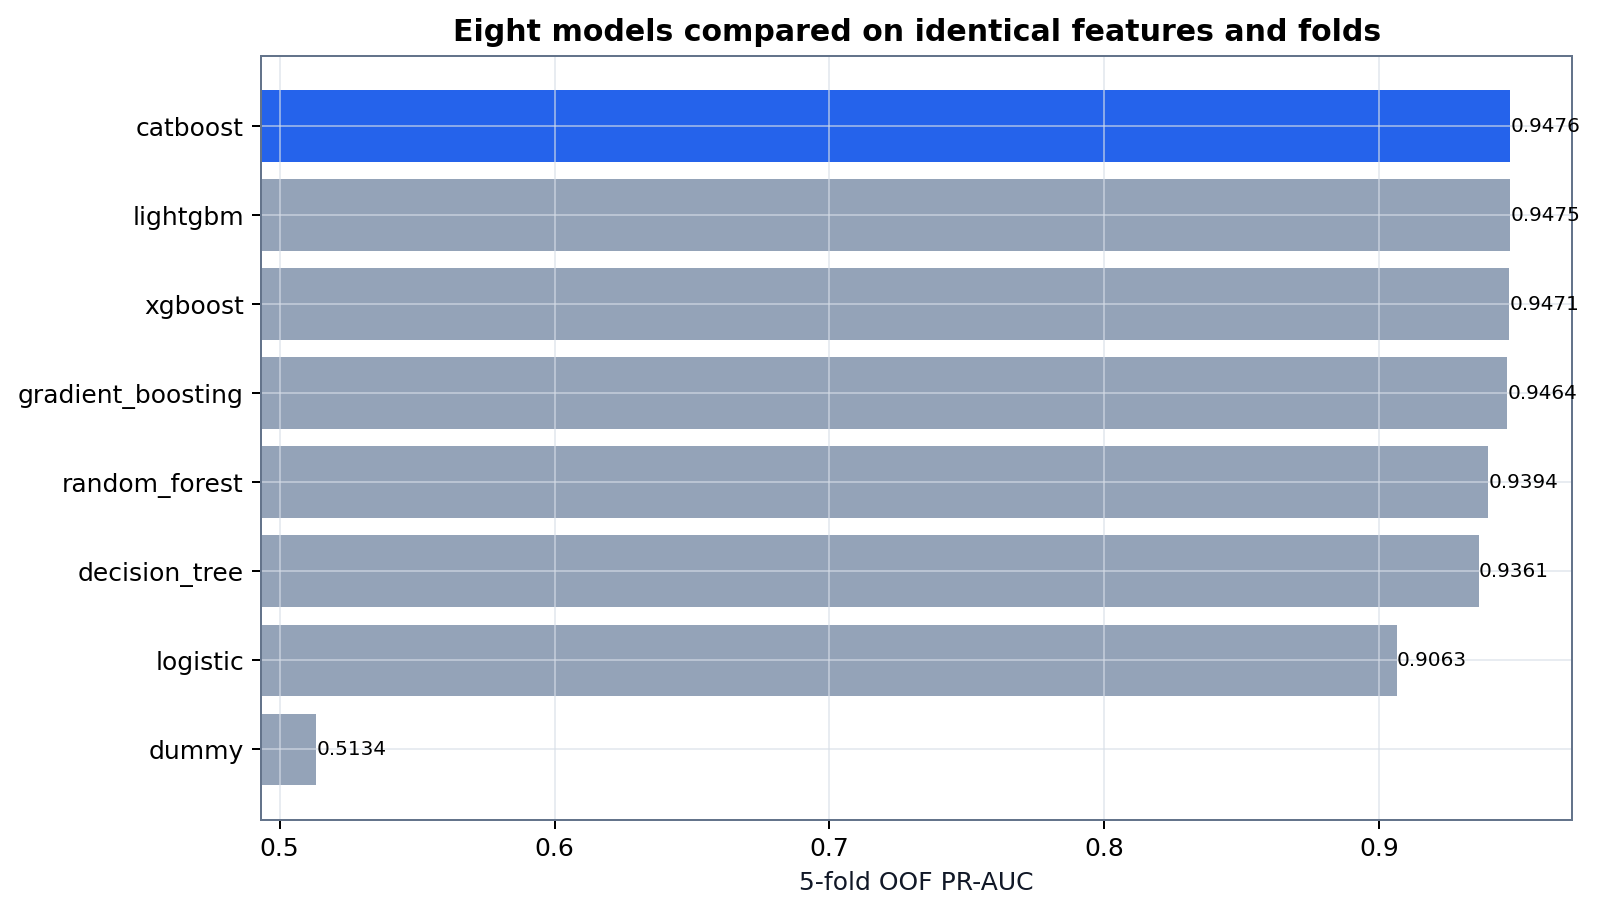 Eight models compared on identical features and folds
catboost 0.9476
lightgbm 0.9475
xgboost 0.9471
gradient_boosting 0.9464
random_forest 0.9394
decision_tree 0.9361
logistic 0.9063
dummy 0.5134
0.5 0.6 0.7 0.8 0.9
5-fold OOF PR-AUC